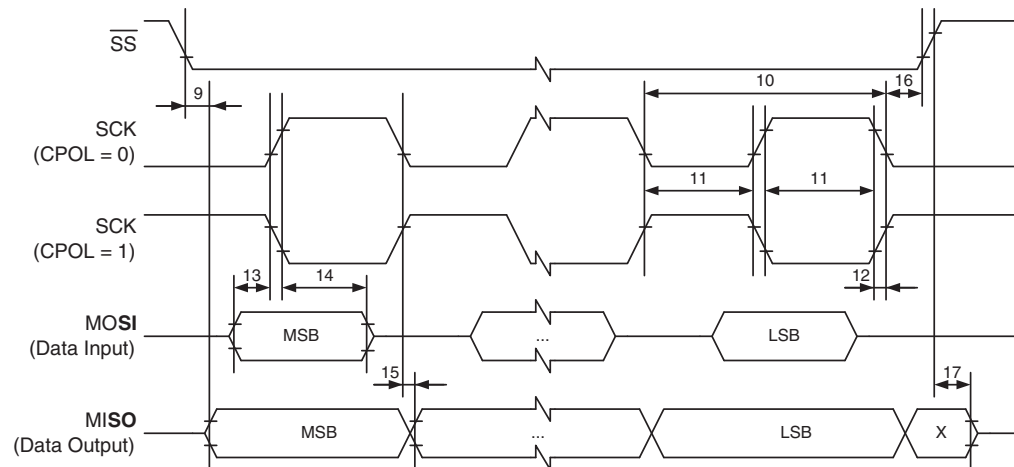 SS
10
9
16
SCK
(CPOL = 0)
11
11
SCK
(CPOL = 1)
13
14
12
MOSI
(Data Input)
MSB
...
LSB
15
17
MISO
(Data Output)
MSB
...
LSB
X